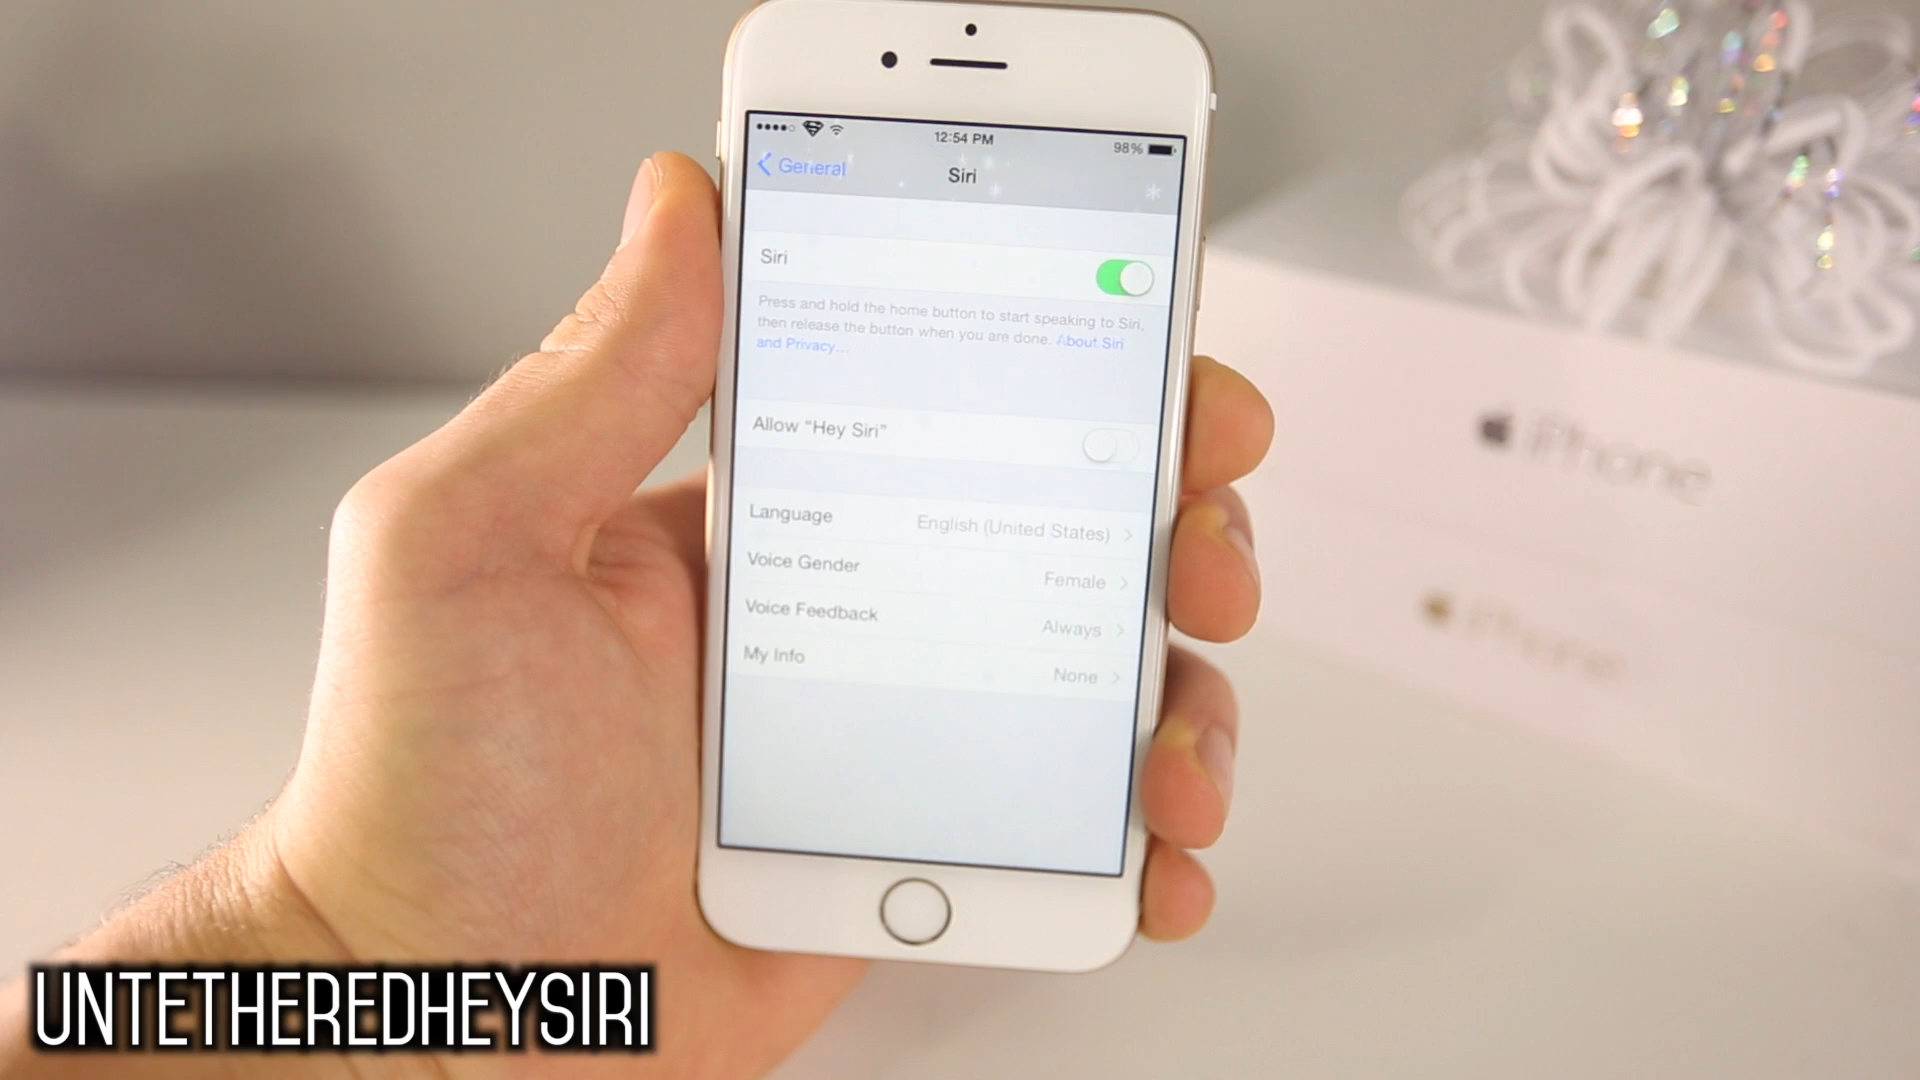 12:54 PM
98%
General
Siri
Siri
Press and hold the home button to start speaking to Siri,
then release the button when you are done. About Siri
and Privacy...
Allow “Hey Siri”
Language English (United States)
Voice Gender Female
Voice Feedback Always
My Info None
iPhone
iPhone
UNTETHEREDHEYSIRI